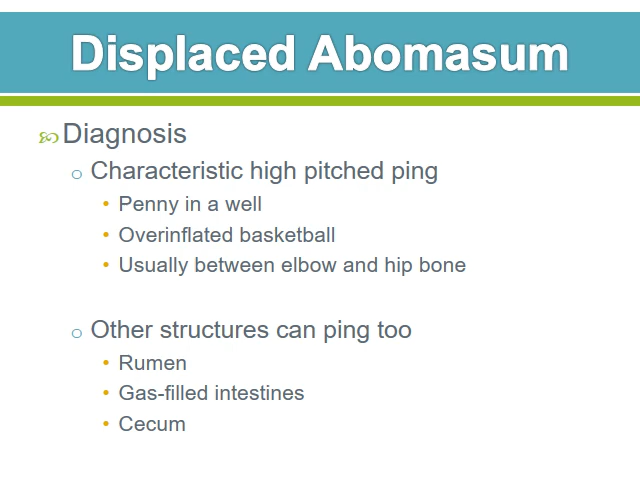 Displaced Abomasum
Diagnosis
Characteristic high pitched ping
Penny in a well
Overinflated basketball
Usually between elbow and hip bone
Other structures can ping too
Rumen
Gas-filled intestines
Cecum